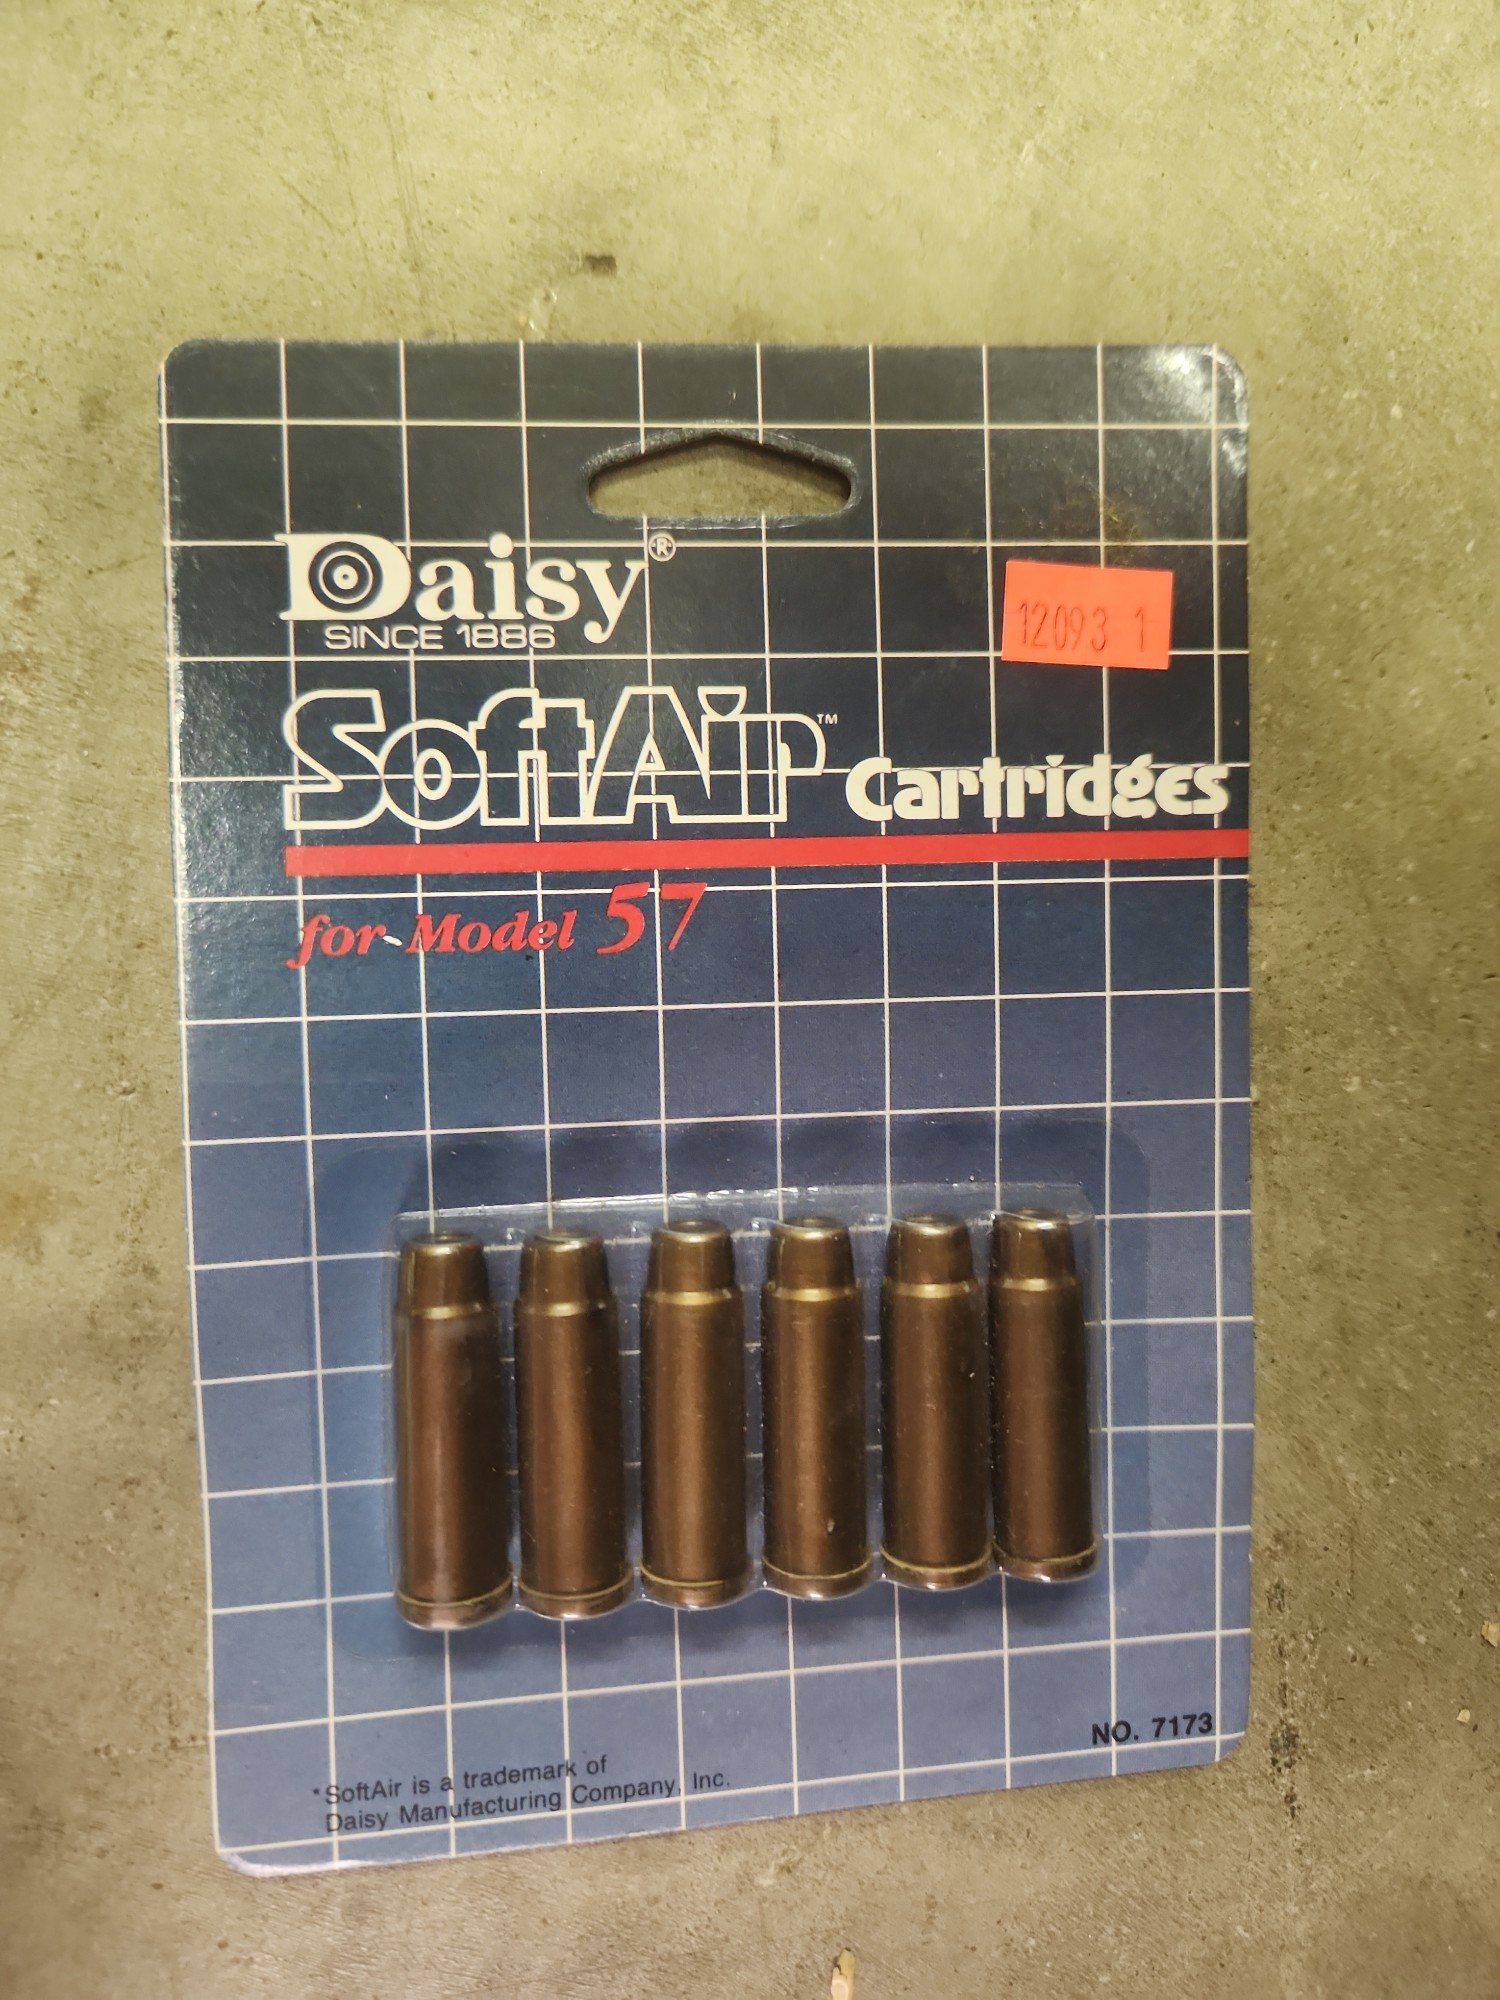 Daisy®
SINCE 1886
12093 1
SoftAir™ Cartridges
for Model 57
NO. 7173
*SoftAir is a trademark of
Daisy Manufacturing Company, Inc.